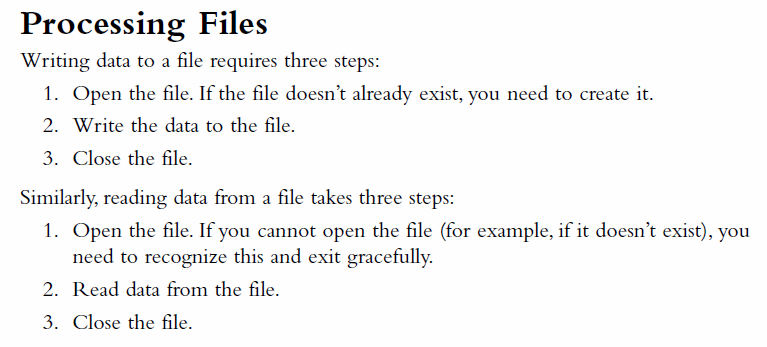 Processing Files
Writing data to a file requires three steps:
1. Open the file. If the file doesn’t already exist, you need to create it.
2. Write the data to the file.
3. Close the file.
Similarly, reading data from a file takes three steps:
1. Open the file. If you cannot open the file (for example, if it doesn’t exist), you
need to recognize this and exit gracefully.
2. Read data from the file.
3. Close the file.